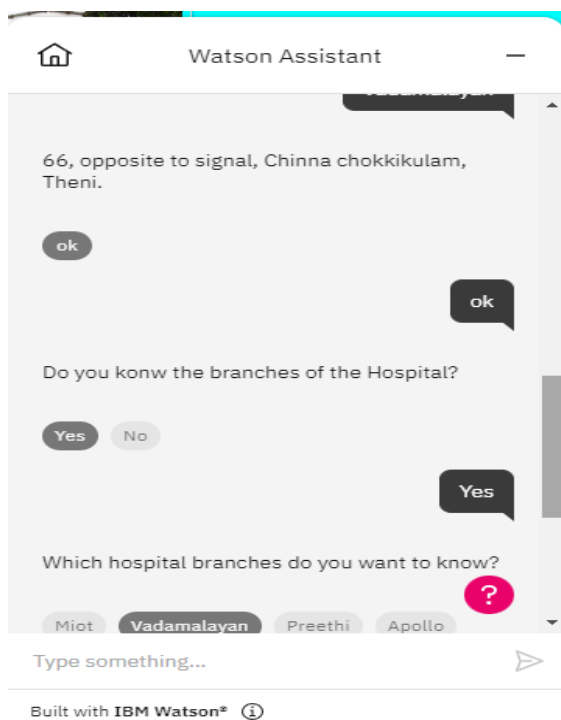 Watson Assistant
Vadamalayan
66, opposite to signal, Chinna chokkikulam,
Theni.
ok
ok
Do you konw the branches of the Hospital?
Yes No
Yes
Which hospital branches do you want to know?
?
Miot Vadamalayan Preethi Apollo
Type something...
Built with IBM Watson®